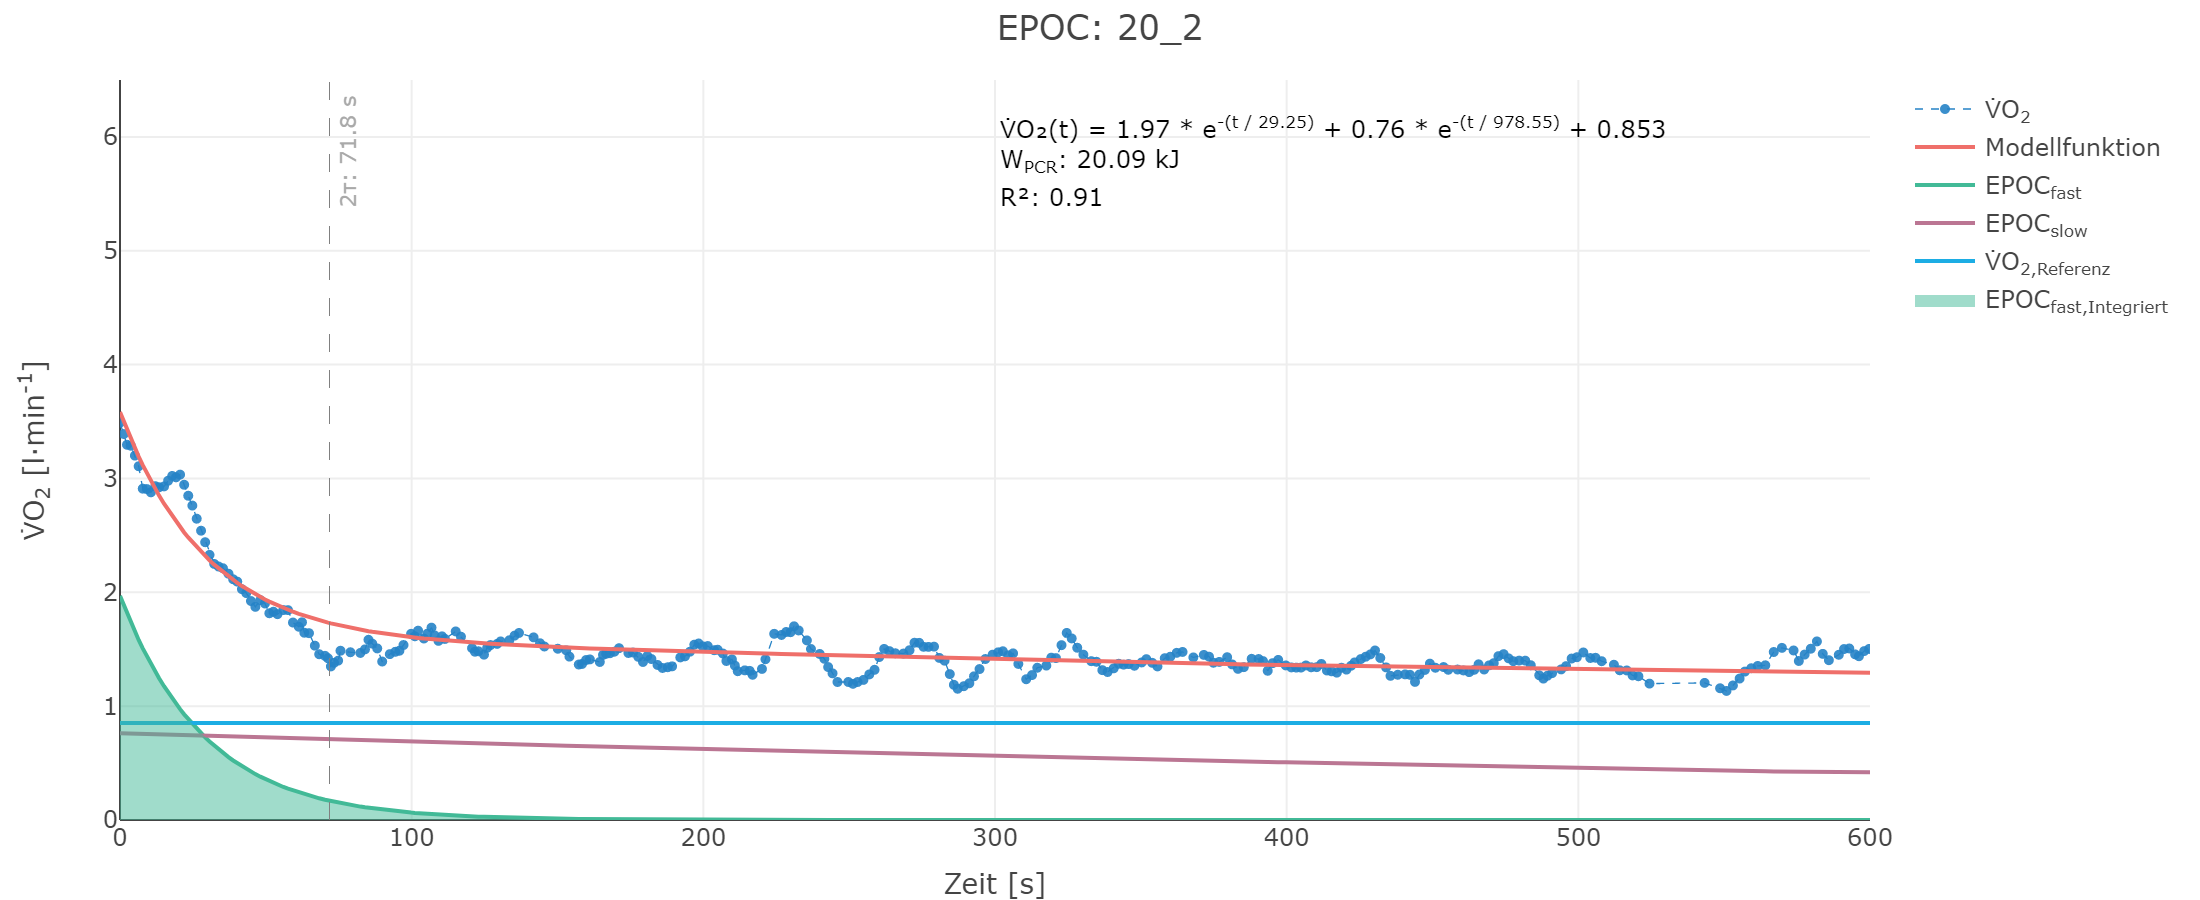 EPOC: 20_2
V̇O₂(t) = 1.97 * e^-(t / 29.25) + 0.76 * e^-(t / 978.55) + 0.853
W_PCR: 20.09 kJ
R²: 0.91
2τ: 71.8 s
V̇O₂
Modellfunktion
EPOC_fast
EPOC_slow
V̇O₂,Referenz
EPOC_fast,Integriert
V̇O₂ [l·min⁻¹]
6
5
4
3
2
1
0
0 100 200 300 400 500 600
Zeit [s]